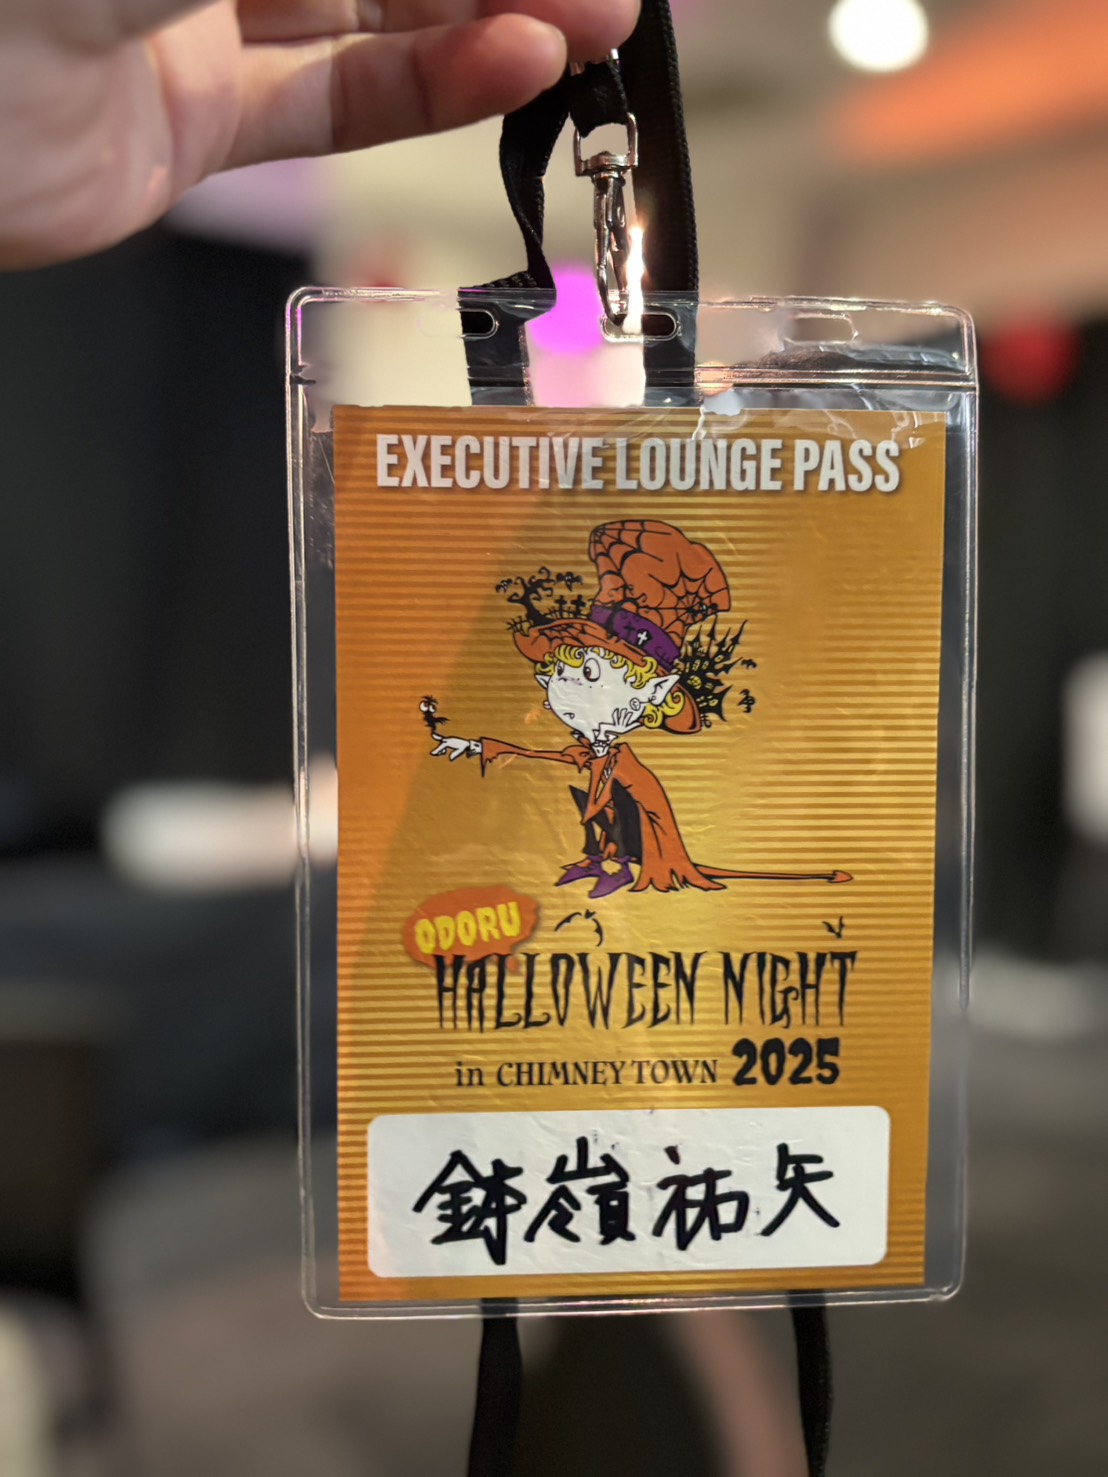 EXECUTIVE LOUNGE PASS
ODORU
HALLOWEEN NIGHT
in CHIMNEY TOWN 2025
鉢嶺祐矢